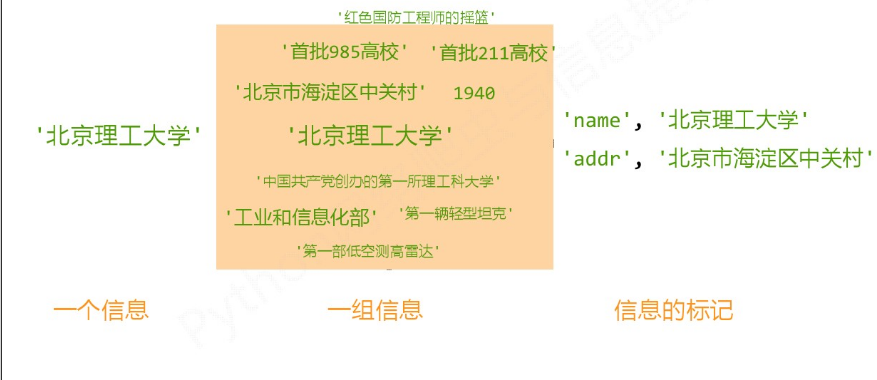 '红色国防工程师的摇篮'
'首批985高校' '首批211高校'
'北京市海淀区中关村' 1940
'北京理工大学'
'北京理工大学'
'name', '北京理工大学'
'addr', '北京市海淀区中关村'
'中国共产党创办的第一所理工科大学'
'工业和信息化部' '第一辆轻型坦克'
'第一部低空测高雷达'
一个信息
一组信息
信息的标记